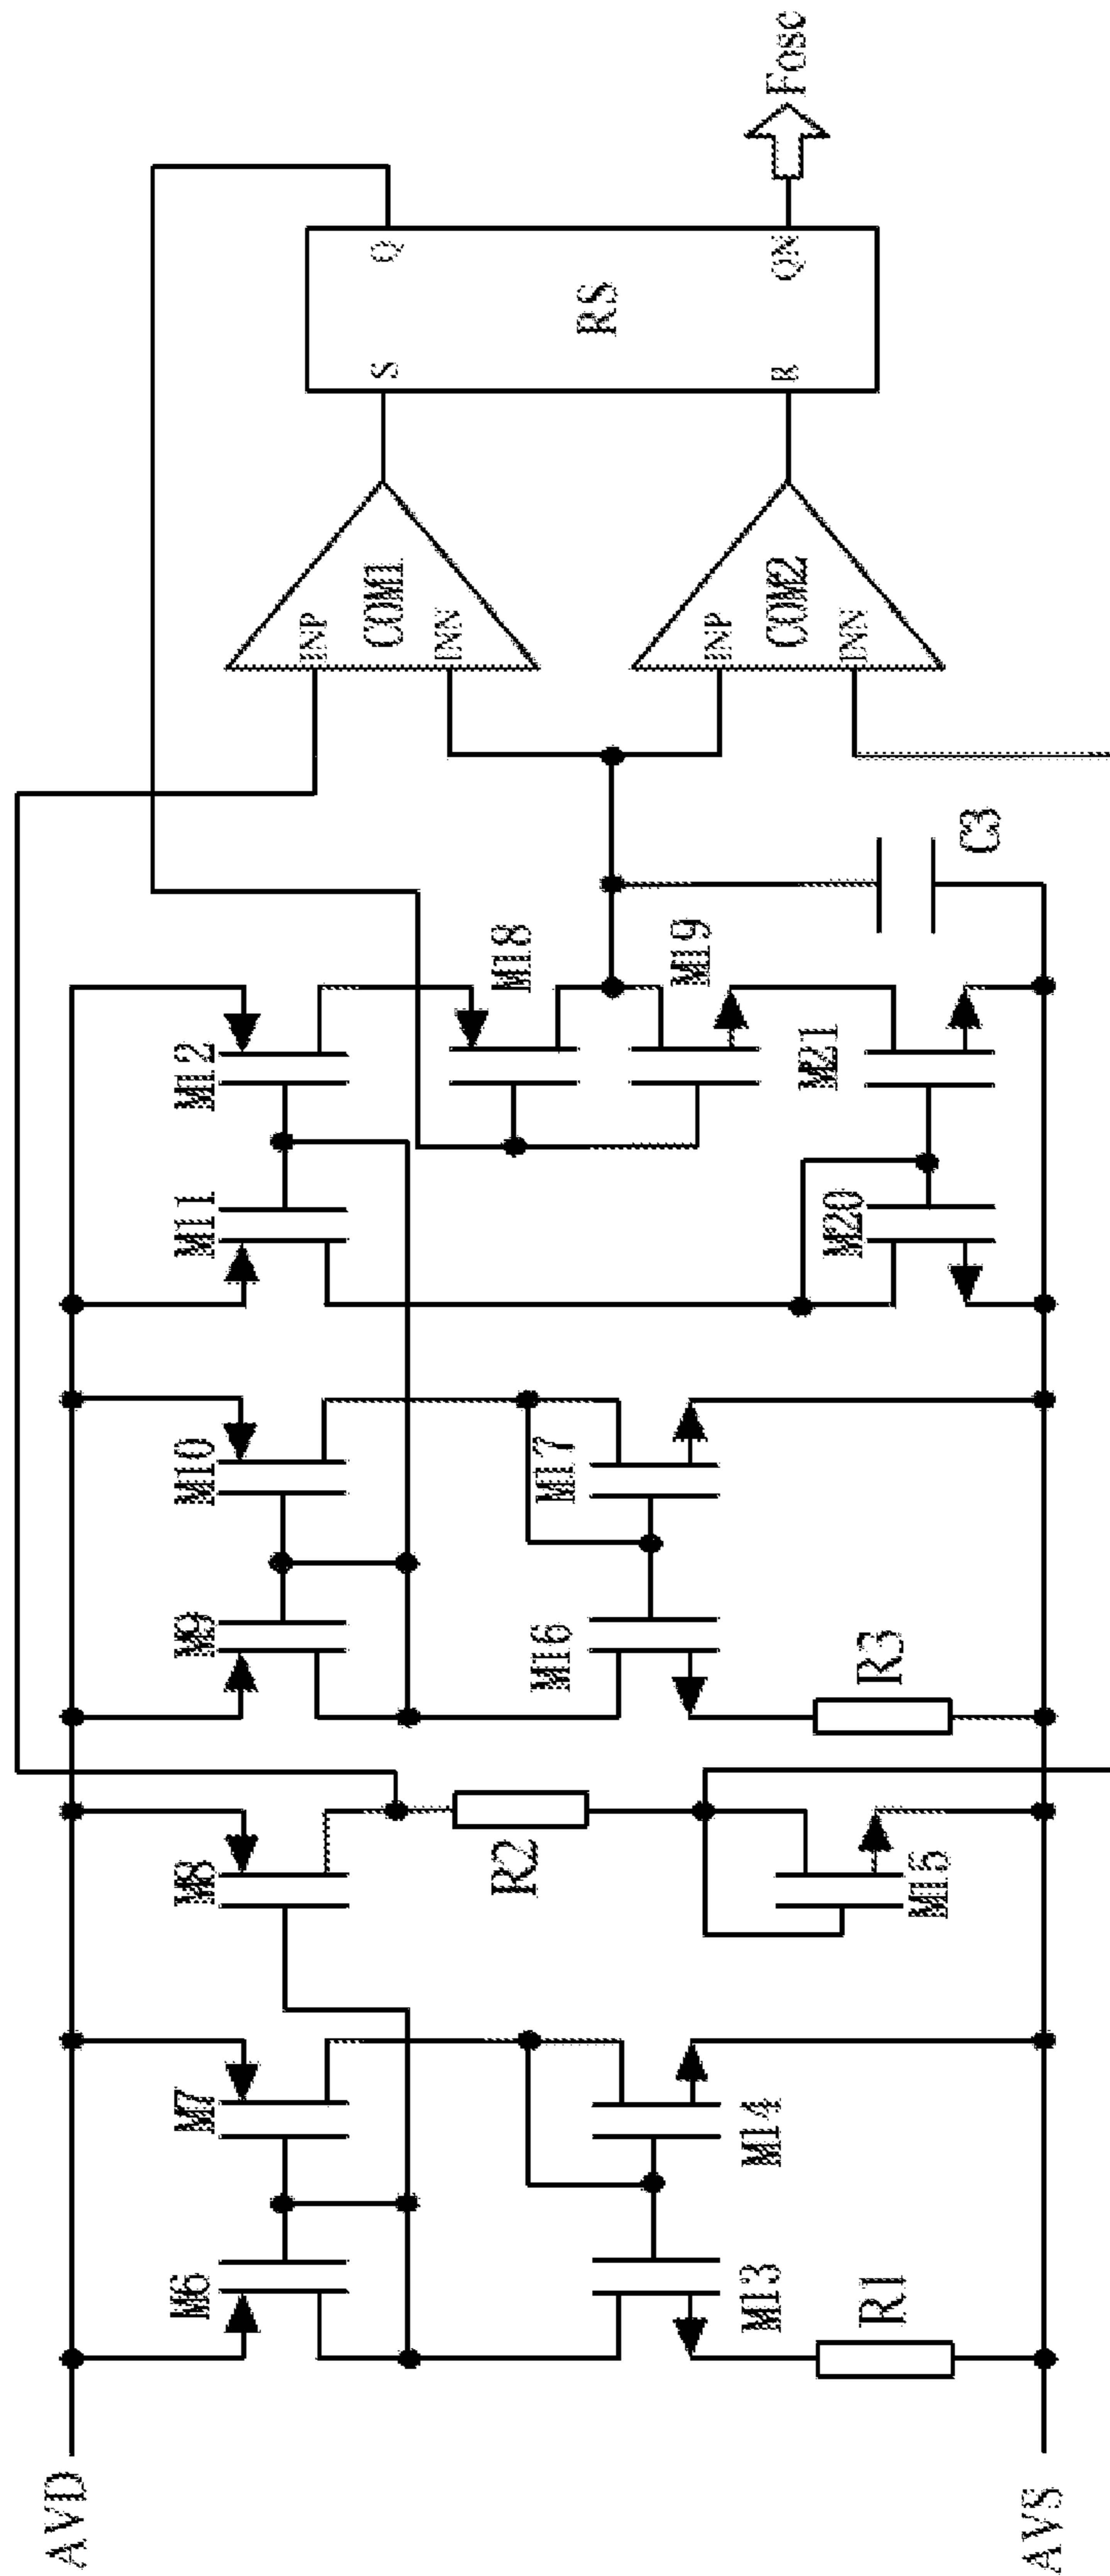 AVD
M6
M7
M8
M9
M10
M11
M12
INP
COM1
INN
S
Q
M18
R2
RS
M16
M17
M19
M13
M14
INP
COM2
INN
R
QN
Fosc
M20
M21
R1
M15
R3
C3
AVS